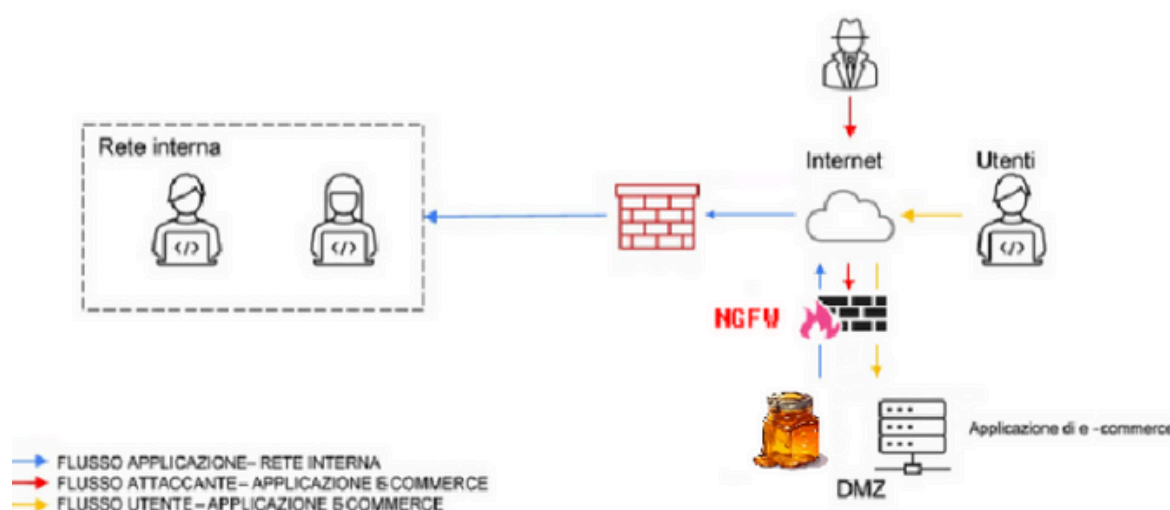 Rete interna
Internet
Utenti
NGFW
Applicazione di e -commerce
DMZ
FLUSSO APPLICAZIONE– RETE INTERNA
FLUSSO ATTACCANTE – APPLICAZIONE E-COMMERCE
FLUSSO UTENTE – APPLICAZIONE E-COMMERCE